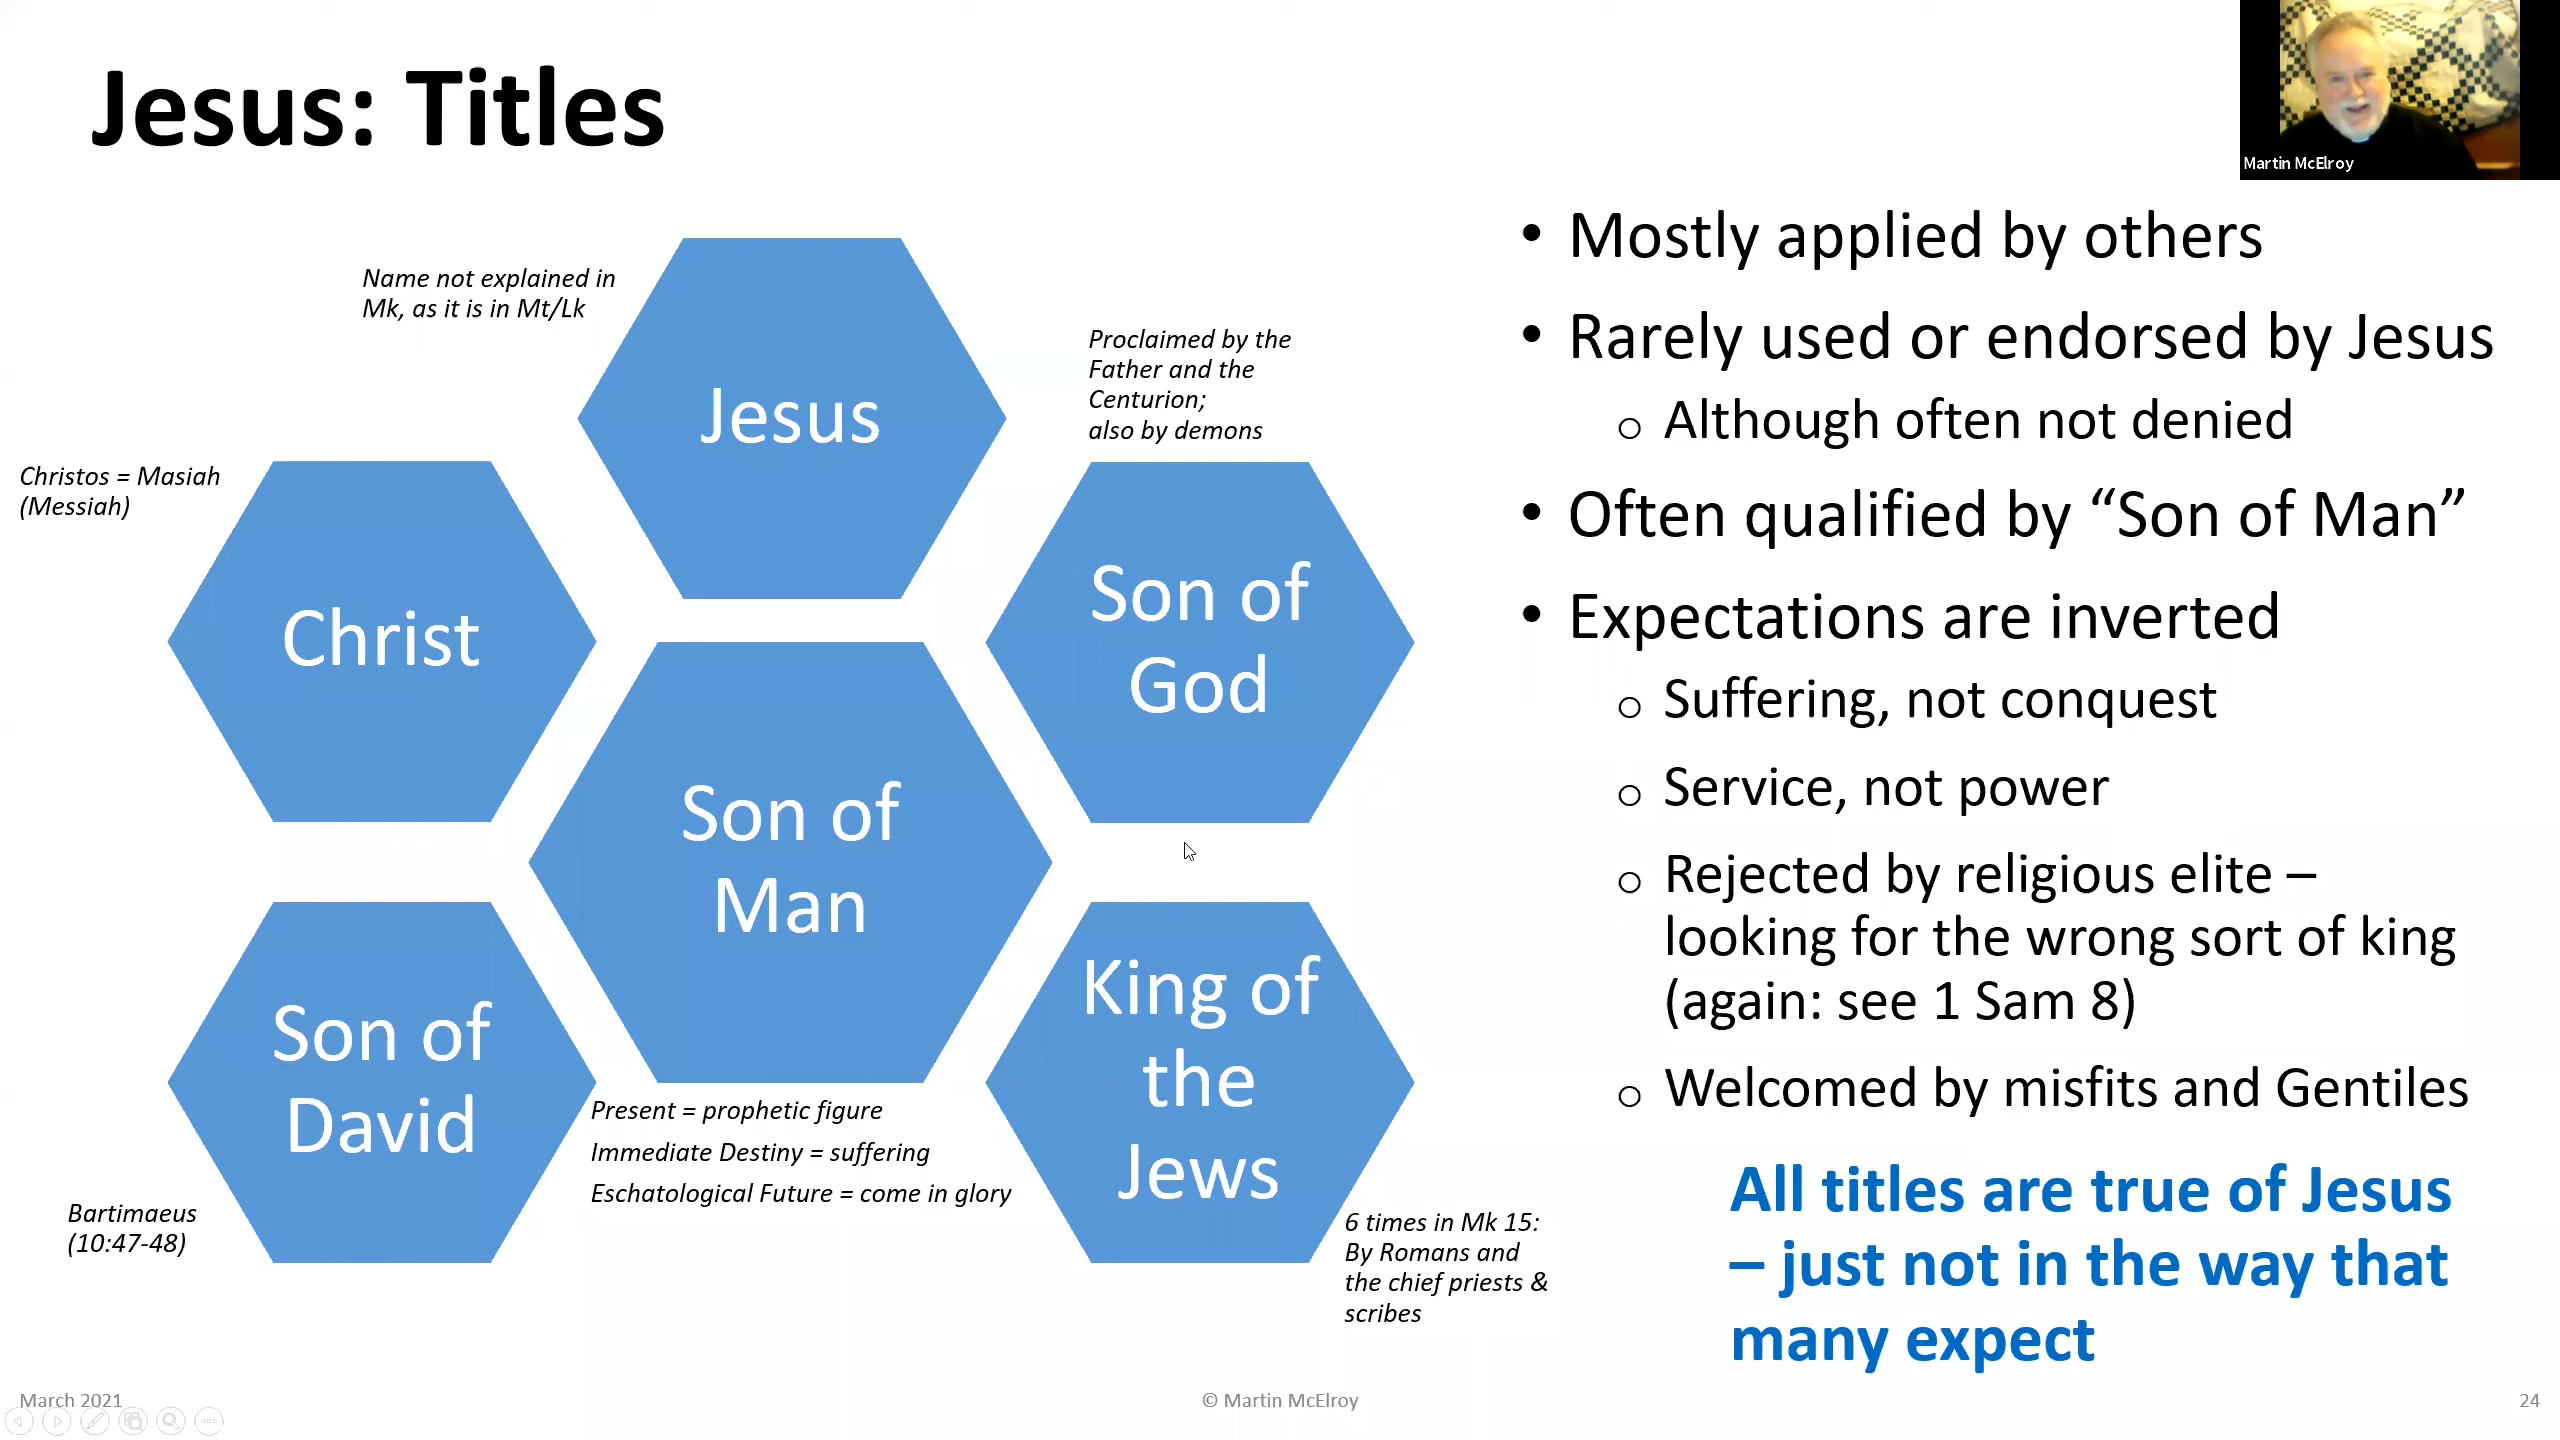 Jesus: Titles
Martin McElroy
Name not explained in
Mk, as it is in Mt/Lk
Jesus
Proclaimed by the
Father and the
Centurion;
also by demons
Christos = Masiah
(Messiah)
Christ
Son of
God
Son of
Man
Son of
David
King of
the
Jews
Present = prophetic figure
Immediate Destiny = suffering
Eschatological Future = come in glory
Bartimaeus
(10:47-48)
6 times in Mk 15:
By Romans and
the chief priests &
scribes
• Mostly applied by others
• Rarely used or endorsed by Jesus
o Although often not denied
• Often qualified by “Son of Man”
• Expectations are inverted
o Suffering, not conquest
o Service, not power
o Rejected by religious elite –
looking for the wrong sort of king
(again: see 1 Sam 8)
o Welcomed by misfits and Gentiles
All titles are true of Jesus
– just not in the way that
many expect
March 2021
© Martin McElroy
24